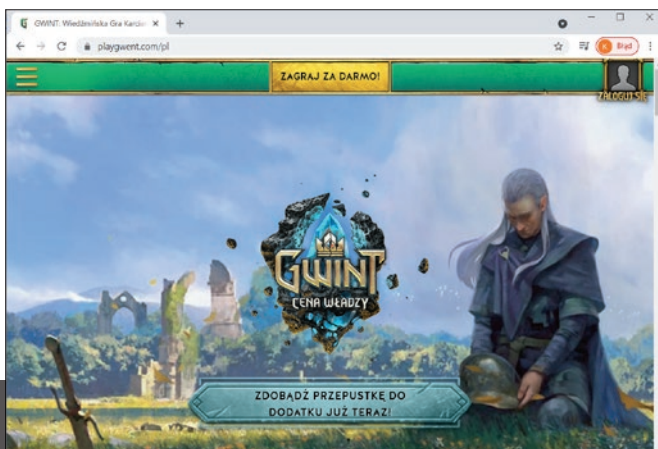 GWINT: Wiedźmińska Gra Karcian
playgwent.com/pl
K
Błąd
ZAGRAJ ZA DARMO!
ZALOGUJ SIĘ
GWINT
CENA WŁADZY
ZDOBĄDŹ PRZEPUSTKĘ DO
DODATKU JUŻ TERAZ!